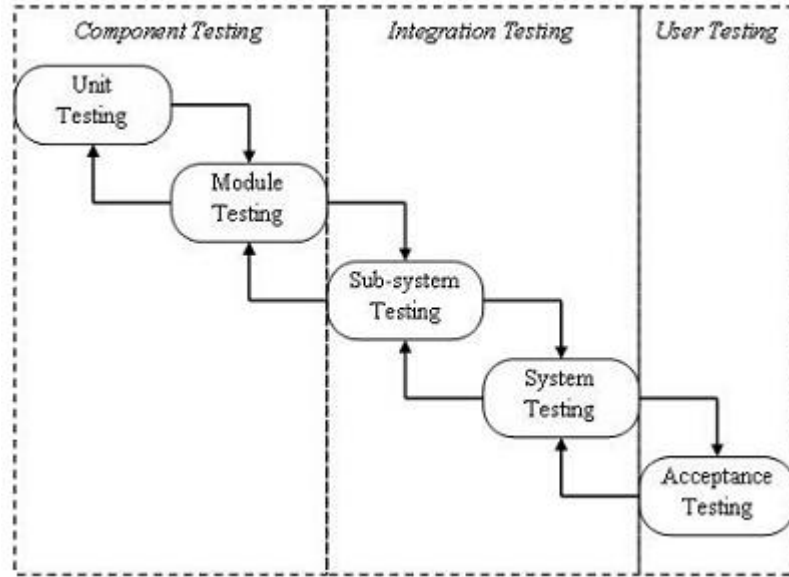 Component Testing
Integration Testing
User Testing
Unit
Testing
Module
Testing
Sub-system
Testing
System
Testing
Acceptance
Testing